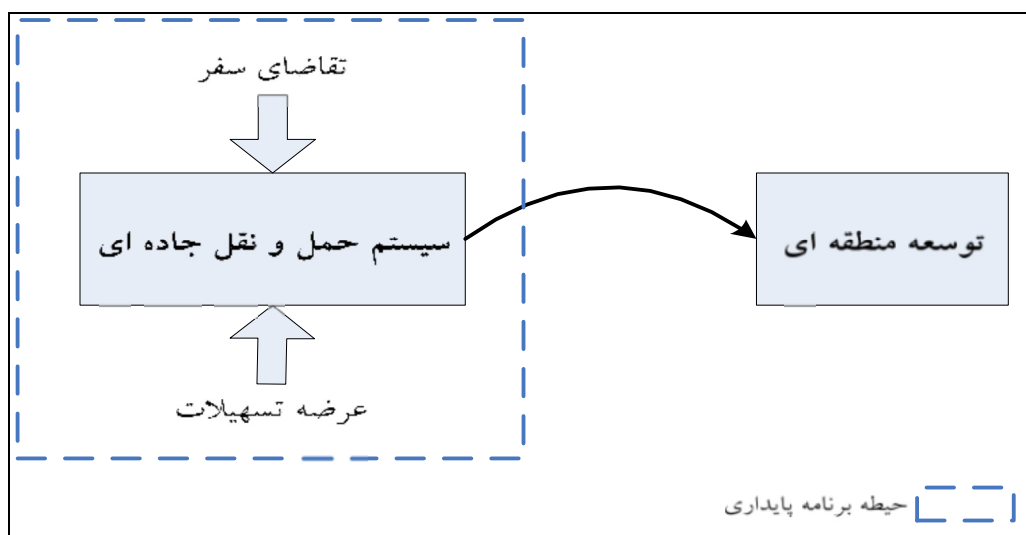 تقاضای سفر
سیستم حمل و نقل جاده ای
توسعه منطقه ای
عرضه تسهیلات
حیطه برنامه پایداری